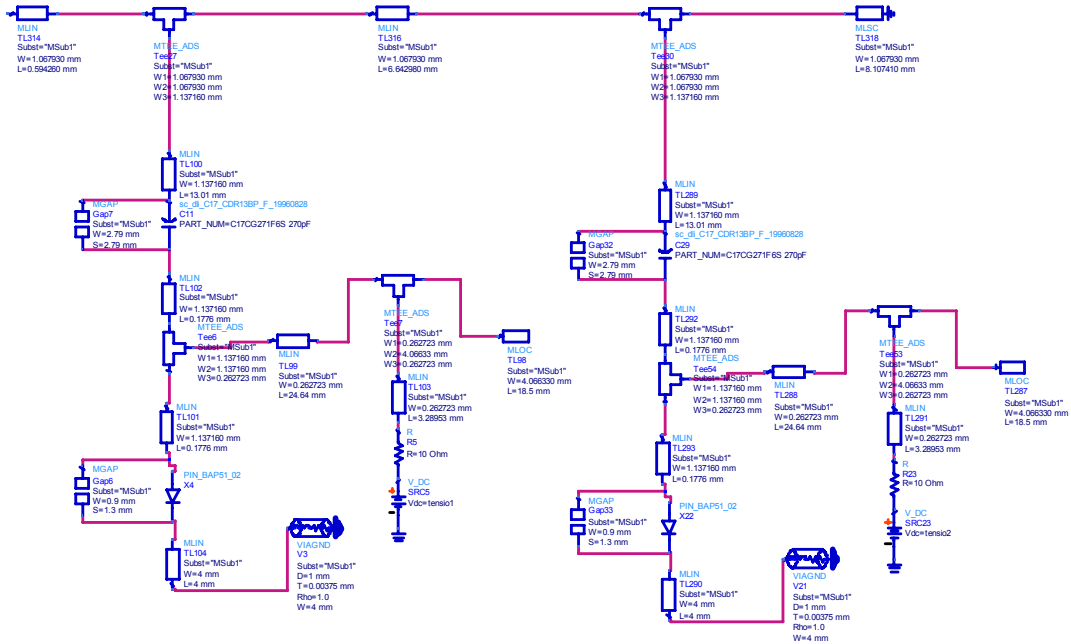 MLIN
TL314
Subst="MSub1"
W=1.067930 mm
L=0.594260 mm
MTEE_ADS
Tee27
Subst="MSub1"
W1=1.067930 mm
W2=1.067930 mm
W3=1.137160 mm
MLIN
TL316
Subst="MSub1"
W=1.067930 mm
L=6.642980 mm
MTEE_ADS
Tee30
Subst="MSub1"
W1=1.067930 mm
W2=1.067930 mm
W3=1.137160 mm
MLSC
TL318
Subst="MSub1"
W=1.067930 mm
L=8.107410 mm
MLIN
TL100
Subst="MSub1"
W=1.137160 mm
L=13.01 mm
MGAP
Gap7
Subst="MSub1"
W=2.79 mm
S=2.79 mm
sc_dli_C17_CDR13BP_F_19960828
C11
PART_NUM=C17CG271F6S 270pF
MLIN
TL102
Subst="MSub1"
W=1.137160 mm
L=0.1776 mm
MTEE_ADS
Tee6
Subst="MSub1"
W1=1.137160 mm
W2=1.137160 mm
W3=0.262723 mm
MLIN
TL99
Subst="MSub1"
W=0.262723 mm
L=24.64 mm
MTEE_ADS
Tee7
Subst="MSub1"
W1=0.262723 mm
W2=4.06633 mm
W3=0.262723 mm
MLOC
TL98
Subst="MSub1"
W=4.066330 mm
L=18.5 mm
MLIN
TL103
Subst="MSub1"
W=0.262723 mm
L=3.28953 mm
R
R5
R=10 Ohm
V_DC
SRC5
Vdc=tensio1
MLIN
TL101
Subst="MSub1"
W=1.137160 mm
L=0.1776 mm
MGAP
Gap6
Subst="MSub1"
W=0.9 mm
S=1.3 mm
PIN_BAP51_02
X4
MLIN
TL104
Subst="MSub1"
W=4 mm
L=4 mm
VIAGND
V3
Subst="MSub1"
D=1 mm
T=0.00375 mm
Rho=1.0
W=4 mm
MLIN
TL289
Subst="MSub1"
W=1.137160 mm
L=13.01 mm
MGAP
Gap32
Subst="MSub1"
W=2.79 mm
S=2.79 mm
sc_dli_C17_CDR13BP_F_19960828
C29
PART_NUM=C17CG271F6S 270pF
MLIN
TL292
Subst="MSub1"
W=1.137160 mm
L=0.1776 mm
MTEE_ADS
Tee54
Subst="MSub1"
W1=1.137160 mm
W2=1.137160 mm
W3=0.262723 mm
MLIN
TL288
Subst="MSub1"
W=0.262723 mm
L=24.64 mm
MTEE_ADS
Tee53
Subst="MSub1"
W1=0.262723 mm
W2=4.06633 mm
W3=0.262723 mm
MLOC
TL287
Subst="MSub1"
W=4.066330 mm
L=18.5 mm
MLIN
TL291
Subst="MSub1"
W=0.262723 mm
L=3.28953 mm
R
R23
R=10 Ohm
V_DC
SRC23
Vdc=tensio2
MLIN
TL293
Subst="MSub1"
W=1.137160 mm
L=0.1776 mm
MGAP
Gap33
Subst="MSub1"
W=0.9 mm
S=1.3 mm
PIN_BAP51_02
X22
MLIN
TL290
Subst="MSub1"
W=4 mm
L=4 mm
VIAGND
V21
Subst="MSub1"
D=1 mm
T=0.00375 mm
Rho=1.0
W=4 mm